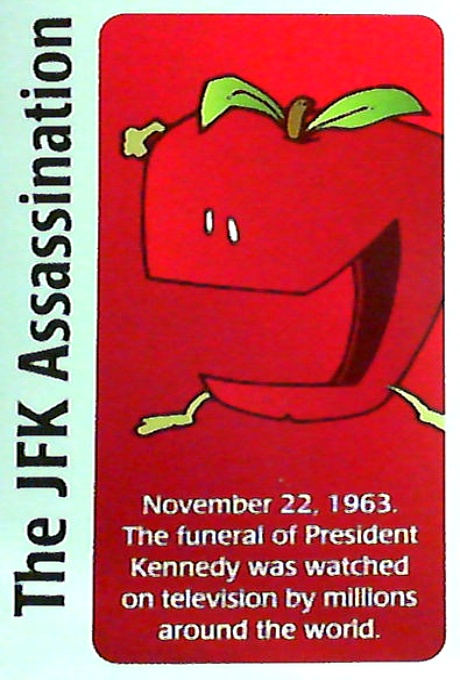 The JFK Assassination
November 22, 1963.
The funeral of President
Kennedy was watched
on television by millions
around the world.